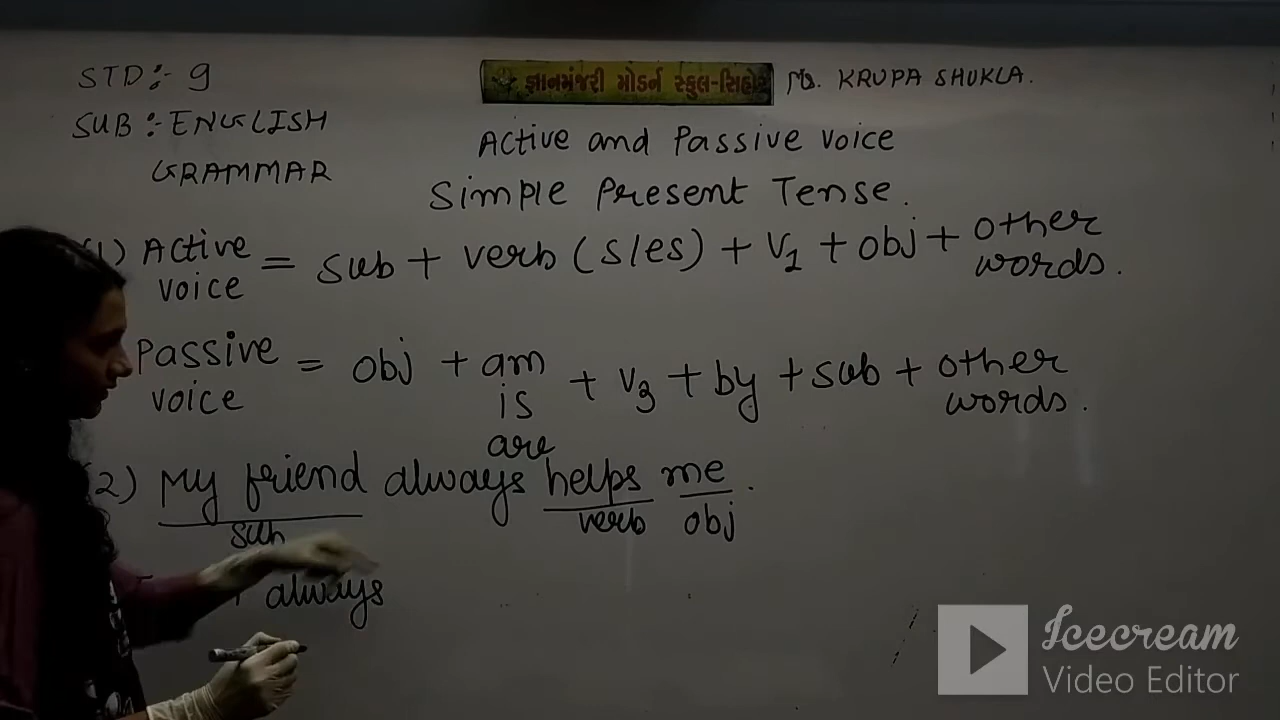 STD:- 9
જ્ઞાનમંજરી મોડર્ન સ્કુલ-સિહોર
KRUPA SHUKLA.
SUB:- ENGLISH
GRAMMAR
Active and Passive voice
Simple Present Tense.
1) Active voice = sub + verb (s/es) + V1 + obj + other words.
Passive voice = obj + am is are + V3 + by + sub + other words.
(2) My friend always helps me.
sub verb obj
always
Icecream
Video Editor